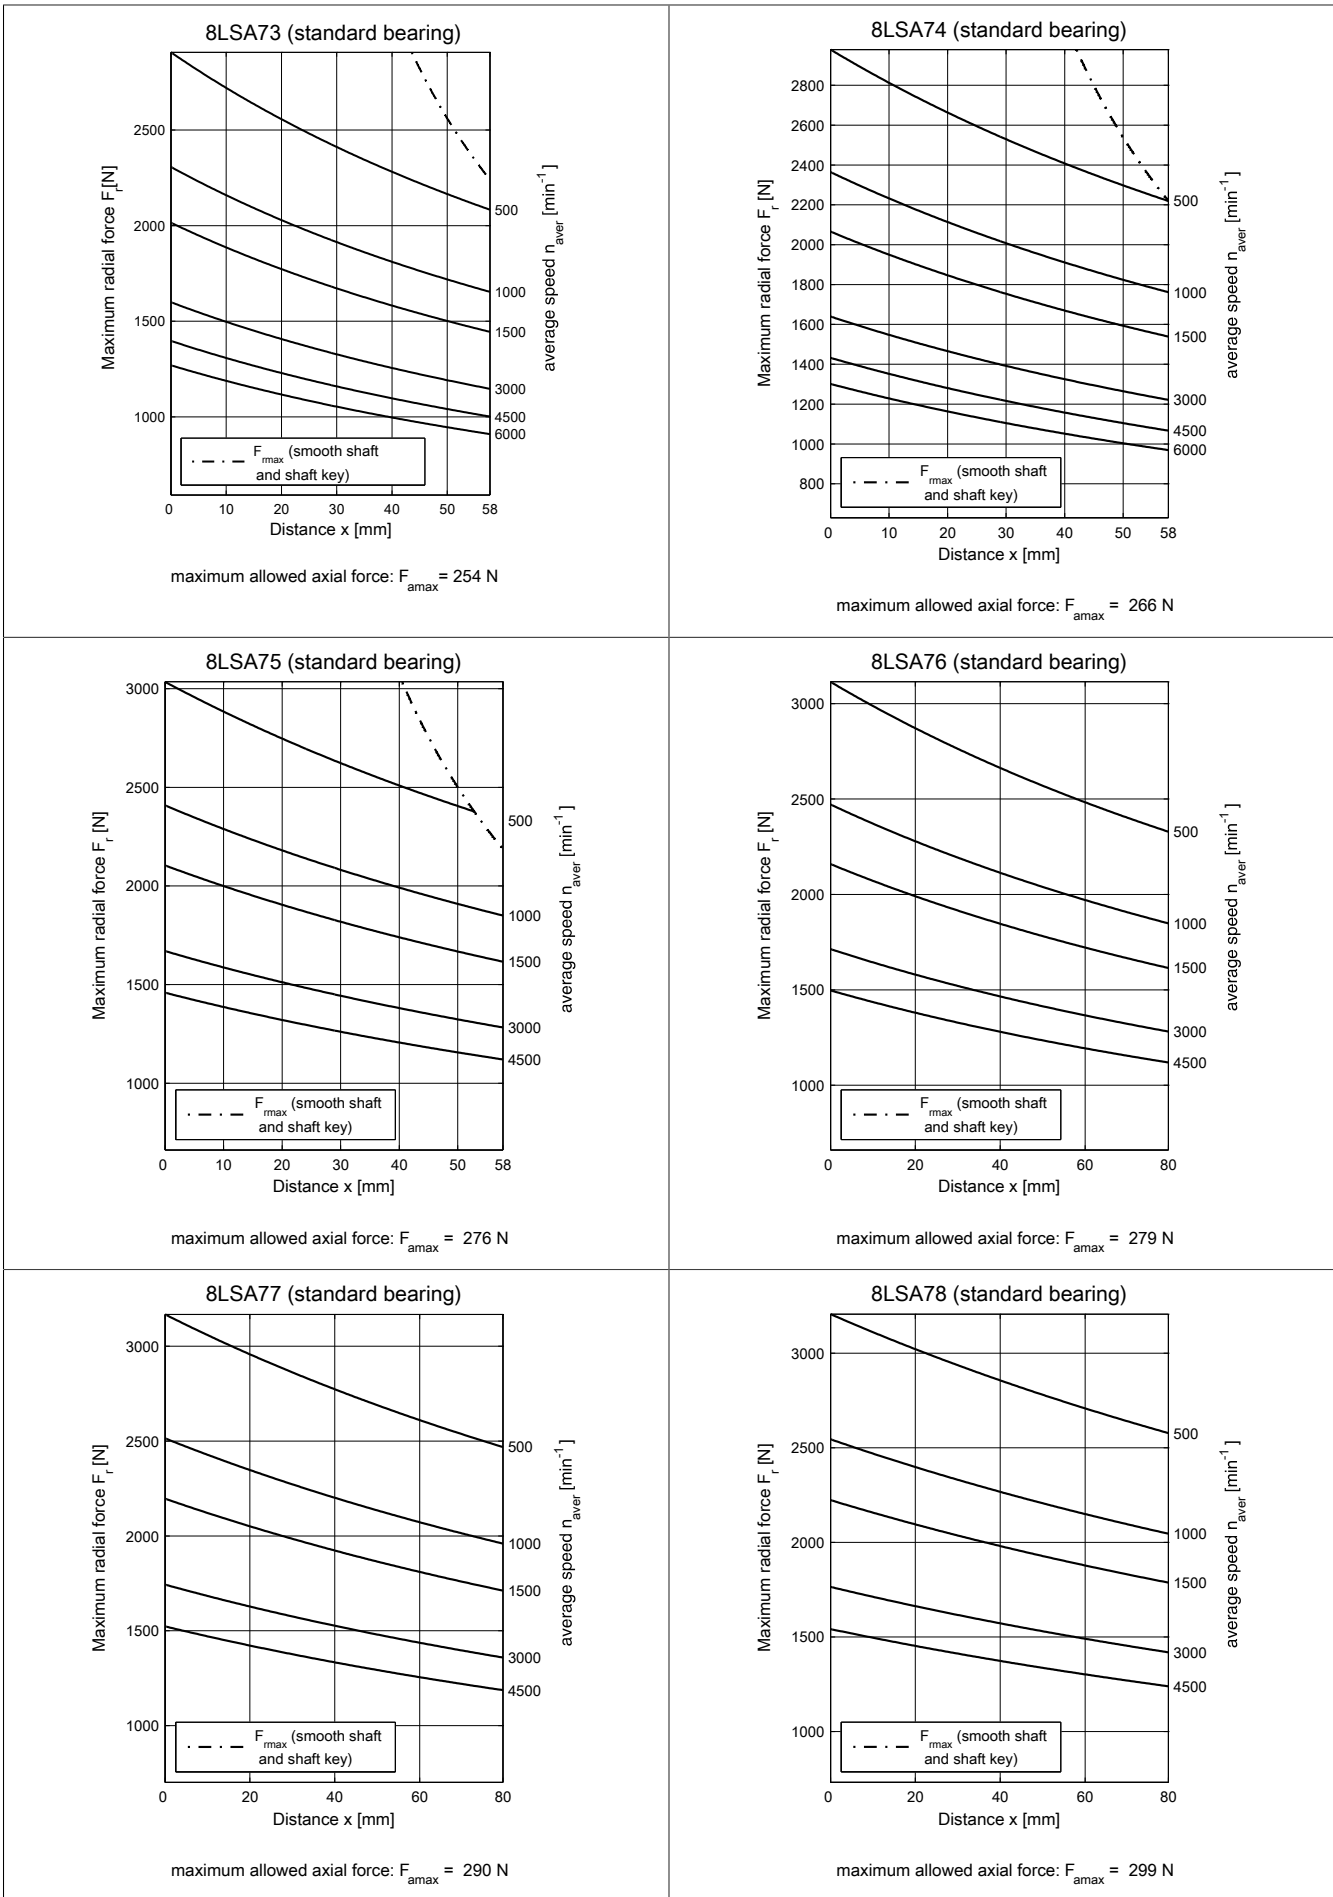 8LSA73 (standard bearing)
Maximum radial force F_r[N]
2500
2000
1500
1000
500
1000
1500
3000
4500
6000
average speed n_aver [min^-1]
F_rmax (smooth shaft
and shaft key)
0 10 20 30 40 50 58
Distance x [mm]
maximum allowed axial force: F_amax = 254 N
8LSA74 (standard bearing)
Maximum radial force F_r [N]
2800
2600
2400
2200
2000
1800
1600
1400
1200
1000
800
500
1000
1500
3000
4500
6000
average speed n_aver [min^-1]
F_rmax (smooth shaft
and shaft key)
0 10 20 30 40 50 58
Distance x [mm]
maximum allowed axial force: F_amax = 266 N
8LSA75 (standard bearing)
Maximum radial force F_r [N]
3000
2500
2000
1500
1000
500
1000
1500
3000
4500
average speed n_aver [min^-1]
F_rmax (smooth shaft
and shaft key)
0 10 20 30 40 50 58
Distance x [mm]
maximum allowed axial force: F_amax = 276 N
8LSA76 (standard bearing)
Maximum radial force F_r [N]
3000
2500
2000
1500
1000
500
1000
1500
3000
4500
average speed n_aver [min^-1]
F_rmax (smooth shaft
and shaft key)
0 20 40 60 80
Distance x [mm]
maximum allowed axial force: F_amax = 279 N
8LSA77 (standard bearing)
Maximum radial force F_r [N]
3000
2500
2000
1500
1000
500
1000
1500
3000
4500
average speed n_aver [min^-1]
F_rmax (smooth shaft
and shaft key)
0 20 40 60 80
Distance x [mm]
maximum allowed axial force: F_amax = 290 N
8LSA78 (standard bearing)
Maximum radial force F_r [N]
3000
2500
2000
1500
1000
500
1000
1500
3000
4500
average speed n_aver [min^-1]
F_rmax (smooth shaft
and shaft key)
0 20 40 60 80
Distance x [mm]
maximum allowed axial force: F_amax = 299 N